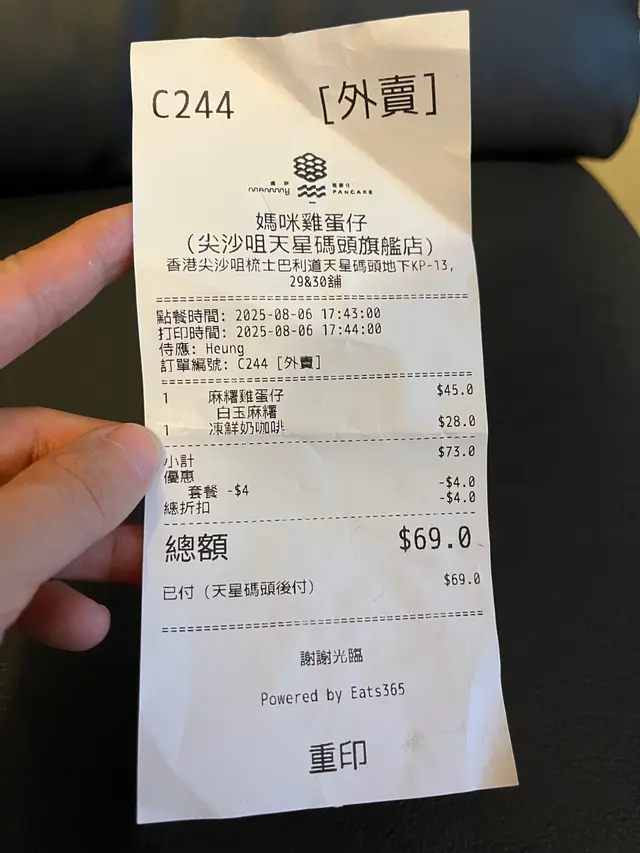 C244 [外賣]
媽咪 雞蛋仔
mammy PANCAKE
媽咪雞蛋仔
(尖沙咀天星碼頭旗艦店)
香港尖沙咀梳士巴利道天星碼頭地下KP-13,
29&30舖
點餐時間: 2025-08-06 17:43:00
打印時間: 2025-08-06 17:44:00
侍應: Heung
訂單編號: C244 [外賣]
1 麻糬雞蛋仔 $45.0
白玉麻糬
1 凍鮮奶咖啡 $28.0
小計 $73.0
優惠
套餐 -$4 -$4.0
總折扣 -$4.0
總額 $69.0
已付 (天星碼頭後付) $69.0
謝謝光臨
Powered by Eats365
重印